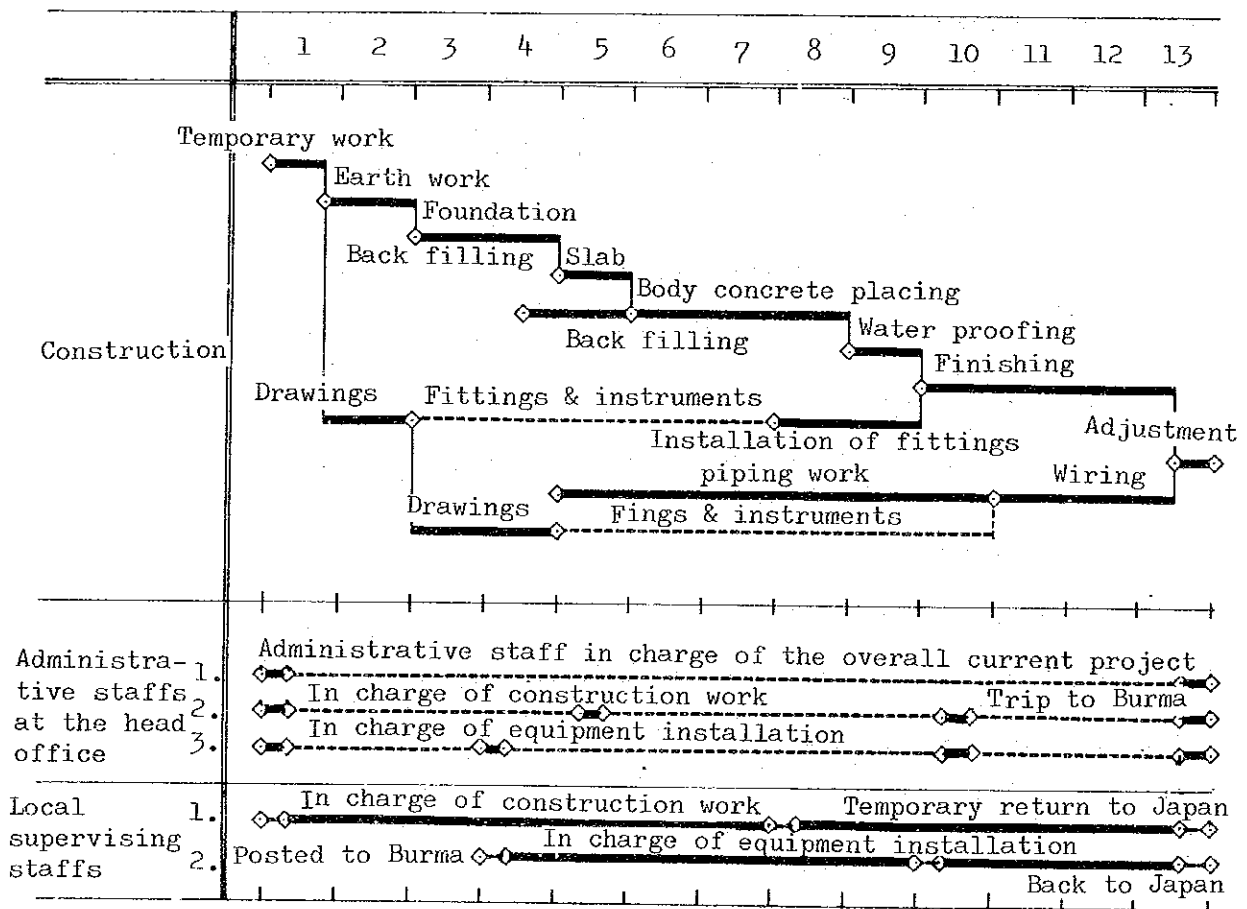 1 2 3 4 5 6 7 8 9 10 11 12 13
Temporary work
Earth work
Foundation
Back filling
Slab
Body concrete placing
Back filling
Water proofing
Construction
Finishing
Drawings
Fittings & instruments
Installation of fittings
Adjustment
piping work
Wiring
Drawings
Fings & instruments
Administra-
tive staffs
at the head
office
1. Administrative staff in charge of the overall current project
2. In charge of construction work
Trip to Burma
3. In charge of equipment installation
Local
supervising
staffs
1. In charge of construction work
Temporary return to Japan
2. Posted to Burma
In charge of equipment installation
Back to Japan